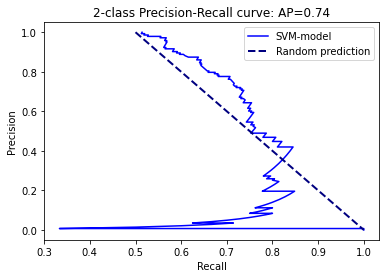 2-class Precision-Recall curve: AP=0.74
1.0
0.8
0.6
0.4
0.2
0.0
Precision
SVM-model
Random prediction
0.3 0.4 0.5 0.6 0.7 0.8 0.9 1.0
Recall